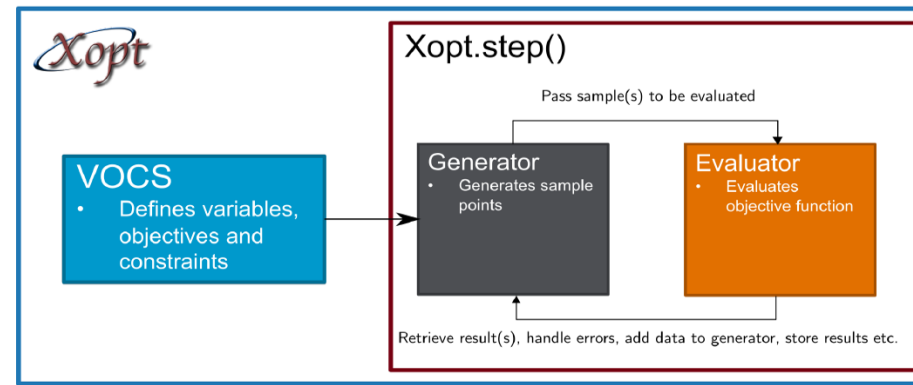 Xopt
Xopt.step()
Pass sample(s) to be evaluated
VOCS
• Defines variables,
objectives and
constraints
Generator
• Generates sample
points
Evaluator
• Evaluates
objective function
Retrieve result(s), handle errors, add data to generator, store results etc.